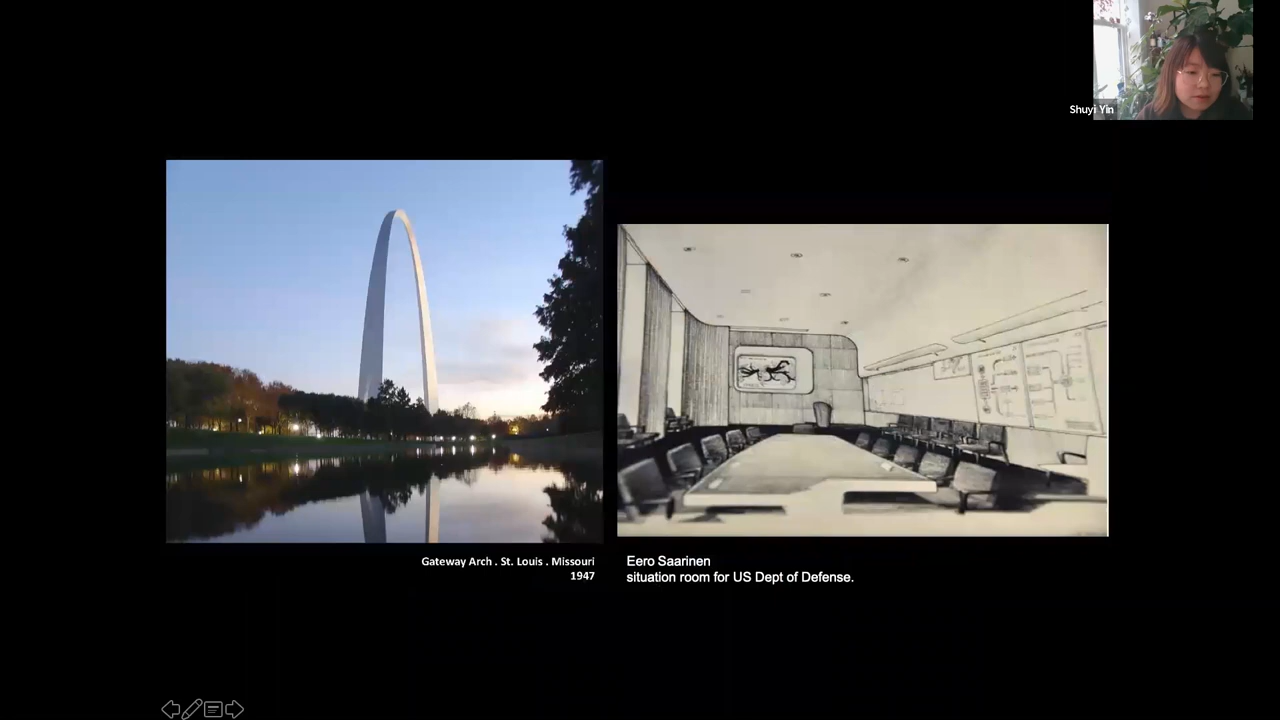 Shuyi Yin
Gateway Arch . St. Louis . Missouri
1947
Eero Saarinen
situation room for US Dept of Defense.